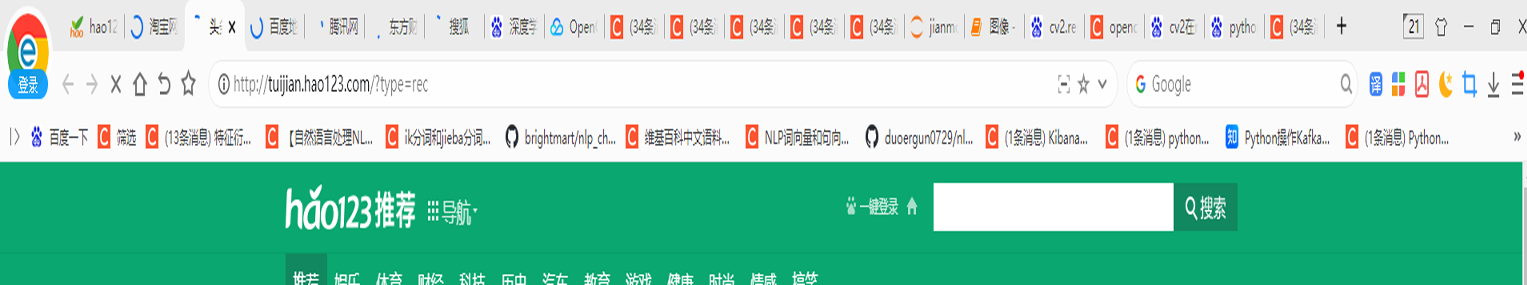 hao12 淘宝网 头条 百度地 腾讯网 东方财 搜狐 深度学 Open (34条 (34条 (34条 (34条 (34条 jianm 图像 - cv2.re openc cv2在 pytho (34条 21
登录 http://tuijian.hao123.com/?type=rec Google 译
百度一下 筛选 (13条消息) 特征衍... 【自然语言处理NL... ik分词和jieba分词... brightmart/nlp_ch... 维基百科中文语料... NLP词向量和句向... duoergun0729/nl... (1条消息) Kibana... (1条消息) python... 知 Python操作Kafka... (1条消息) Python... »
hao123推荐 导航 一键登录 搜索
推荐 娱乐 体育 财经 科技 历史 汽车 教育 游戏 健康 时尚 情感 搞笑